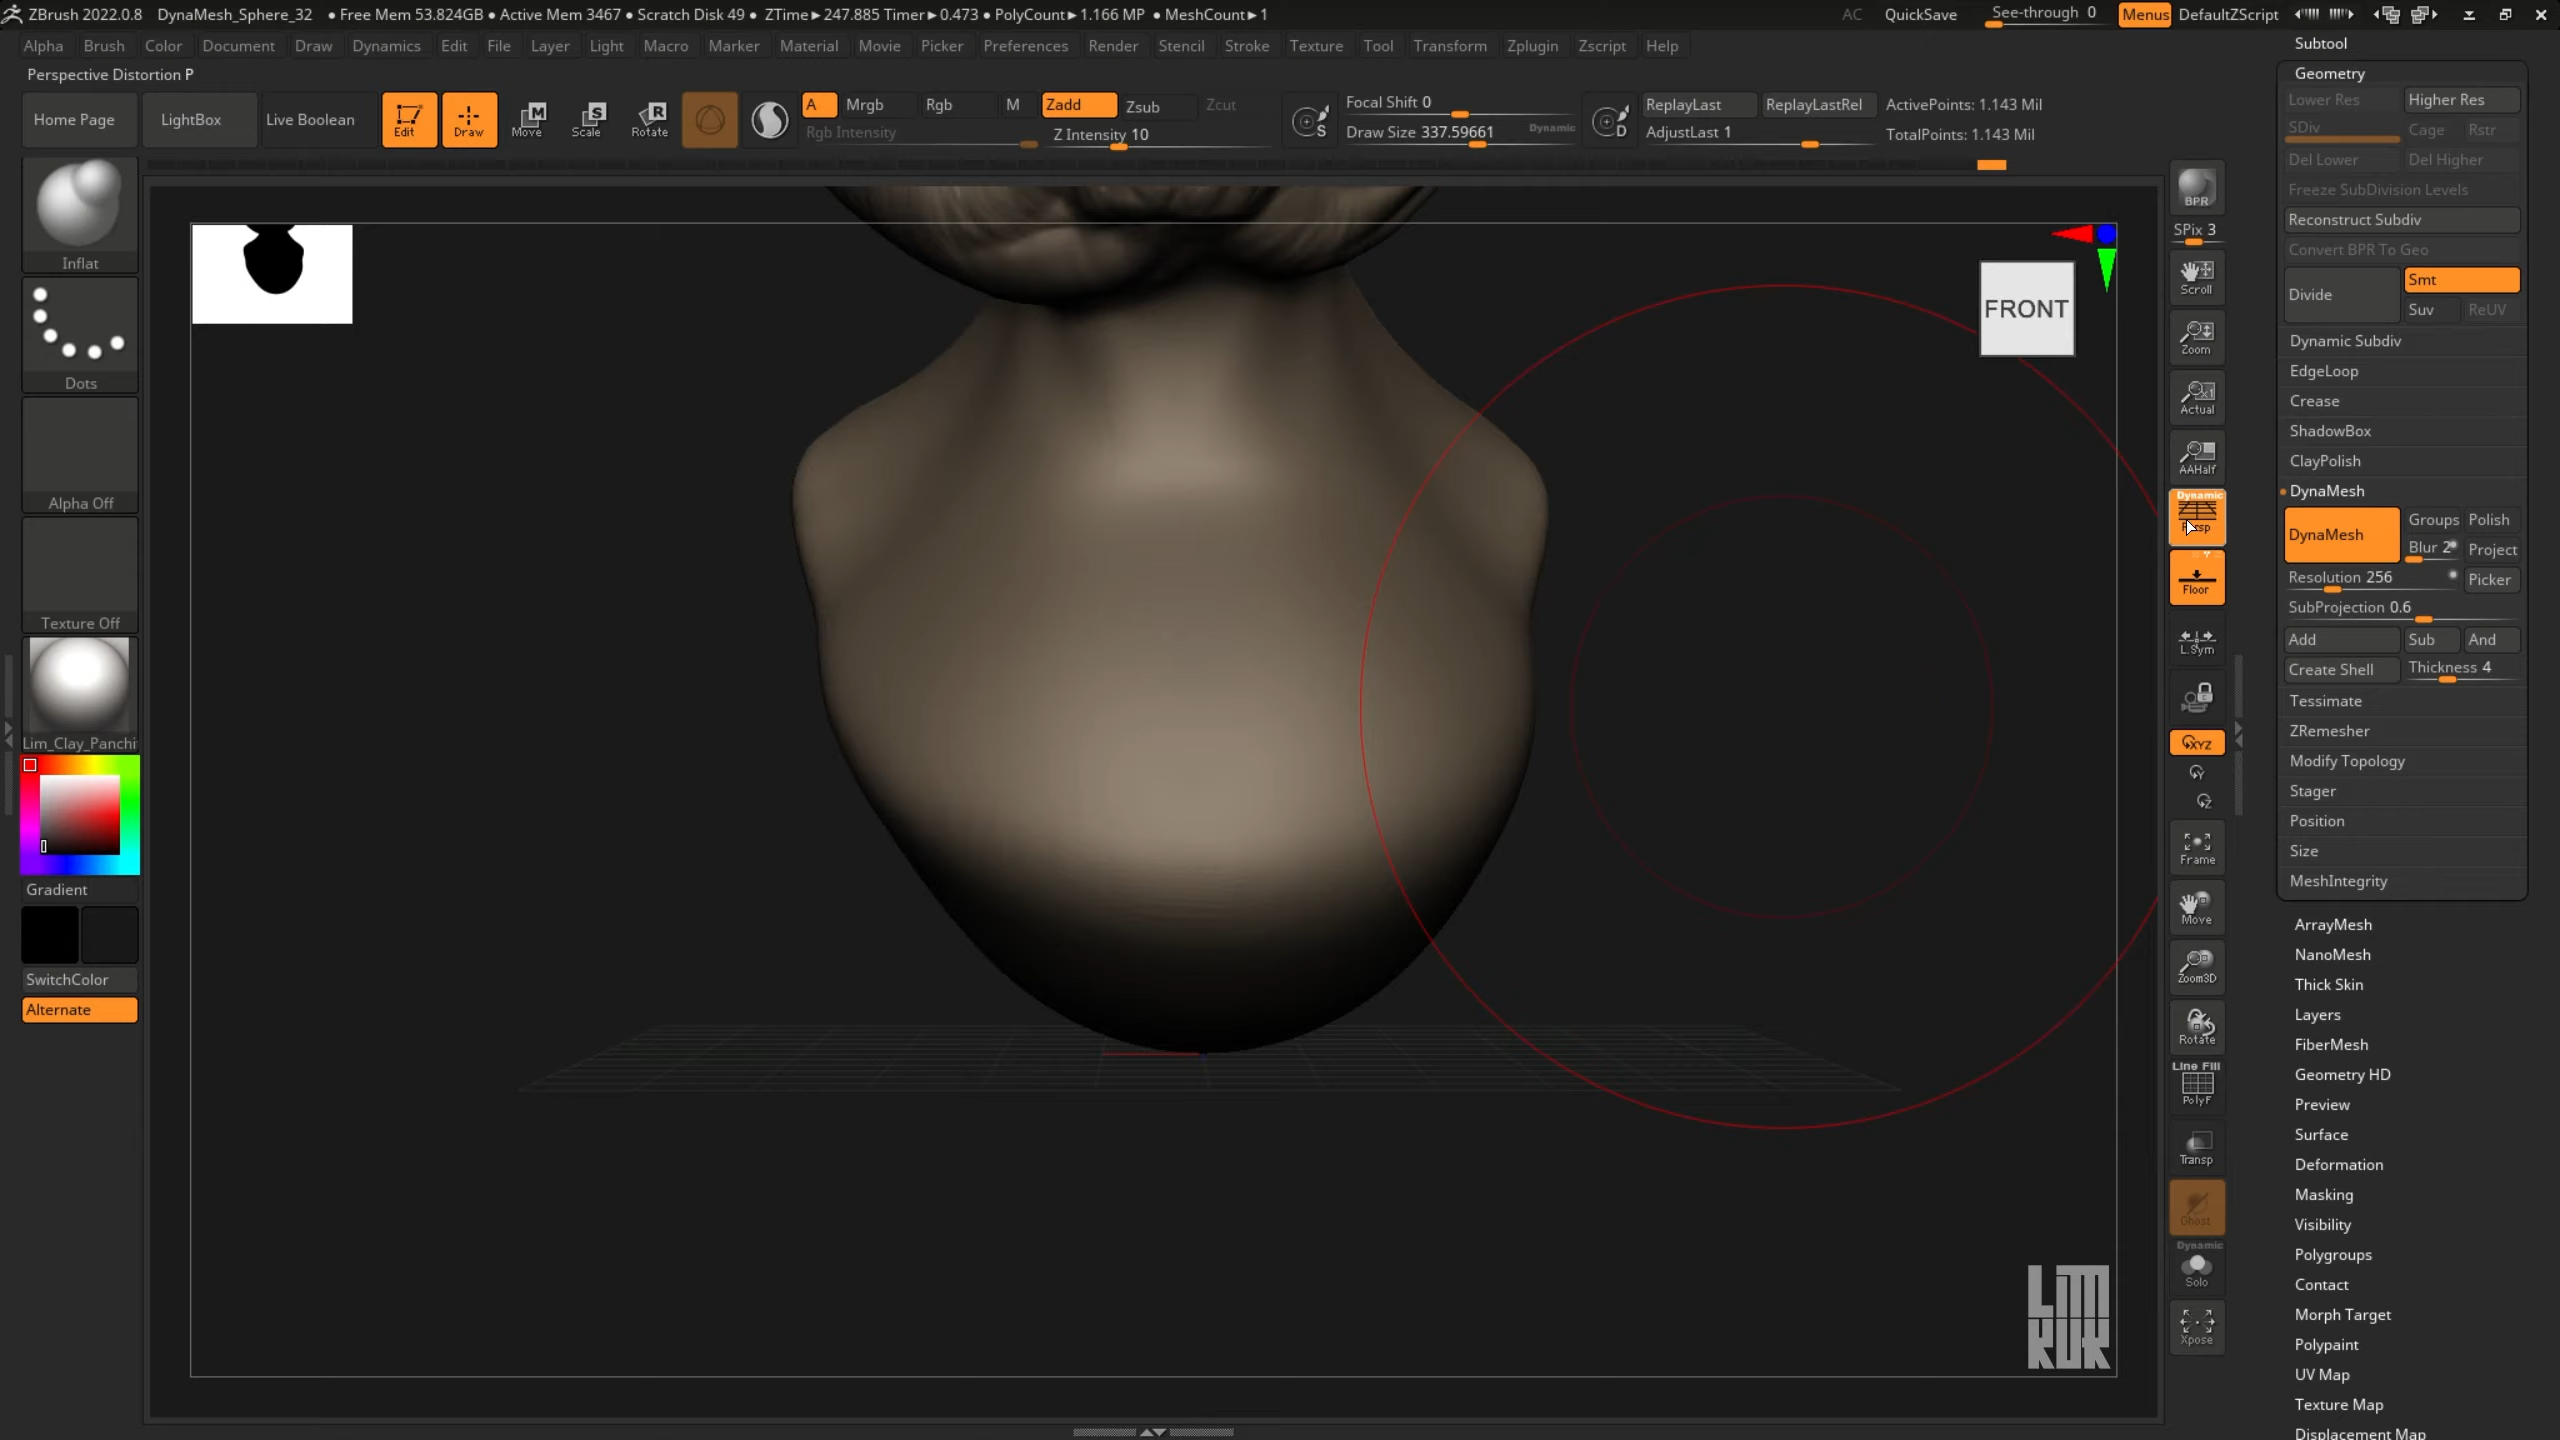 ZBrush 2022.0.8 DynaMesh_Sphere_32 • Free Mem 53.824GB • Active Mem 3467 • Scratch Disk 49 • ZTime►247.885 Timer►0.473 • PolyCount►1.166 MP • MeshCount►1 AC QuickSave See-through 0 Menus DefaultZScript
Alpha Brush Color Document Draw Dynamics Edit File Layer Light Macro Marker Material Movie Picker Preferences Render Stencil Stroke Texture Tool Transform Zplugin Zscript Help
Perspective Distortion P
Home Page LightBox Live Boolean Edit Draw Move Scale Rotate
A Mrgb Rgb M Zadd Zsub Zcut
Rgb Intensity Z Intensity 10
Focal Shift 0
Draw Size 337.59661 Dynamic
ReplayLast ReplayLastRel ActivePoints: 1.143 Mil
AdjustLast 1 TotalPoints: 1.143 Mil
Inflat
Dots
Alpha Off
Texture Off
Lim_Clay_Panchi
Gradient
SwitchColor
Alternate
FRONT
LIM
KUK
BPR
SPix 3
Scroll
Zoom
Actual
AAHalf
Dynamic
Persp
Floor
L.Sym
XYZ
Y
Z
Frame
Move
Zoom3D
Rotate
Line Fill
PolyF
Transp
Ghost
Dynamic
Solo
Xpose
Subtool
Geometry
Lower Res Higher Res
SDiv Cage Rstr
Del Lower Del Higher
Freeze SubDivision Levels
Reconstruct Subdiv
Convert BPR To Geo
Divide Smt
Suv ReUV
Dynamic Subdiv
EdgeLoop
Crease
ShadowBox
ClayPolish
DynaMesh
DynaMesh Groups Polish
Blur 2 Project
Resolution 256 Picker
SubProjection 0.6
Add Sub And
Create Shell Thickness 4
Tessimate
ZRemesher
Modify Topology
Stager
Position
Size
MeshIntegrity
ArrayMesh
NanoMesh
Thick Skin
Layers
FiberMesh
Geometry HD
Preview
Surface
Deformation
Masking
Visibility
Polygroups
Contact
Morph Target
Polypaint
UV Map
Texture Map
Displacement Map